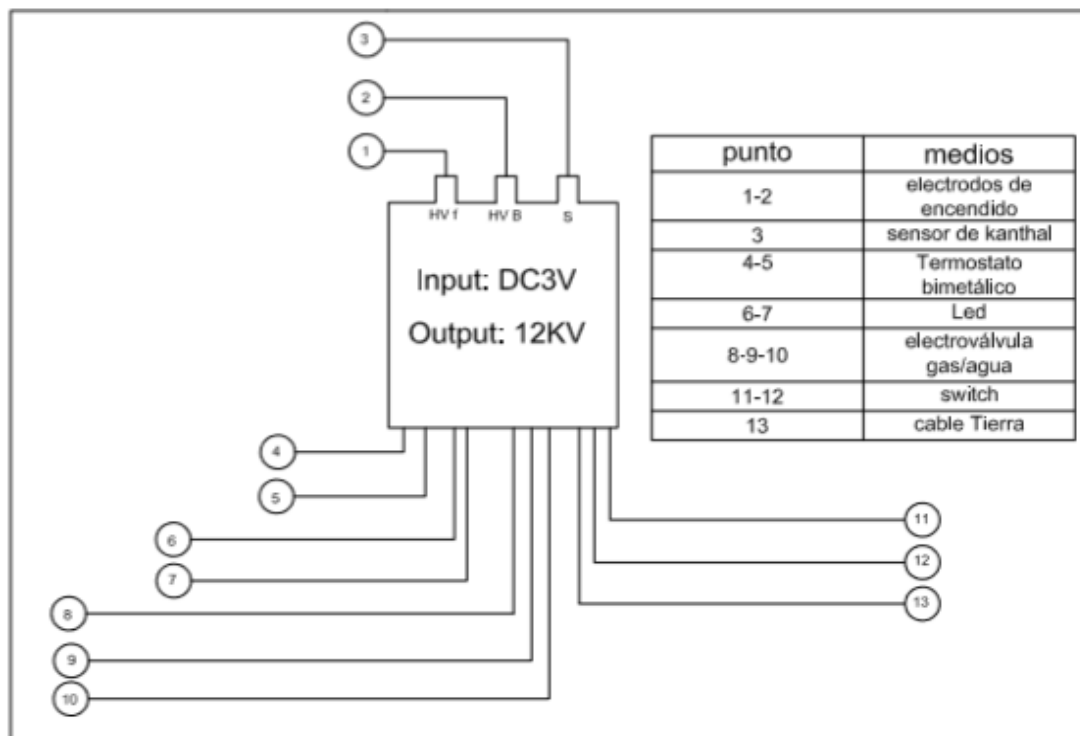 3
2
1
HV f
HV B
S
Input: DC3V
Output: 12KV
4
5
6
7
8
9
10
11
12
13
punto medios
1-2 electrodos de
encendido
3 sensor de kanthal
4-5 Termostato
bimetálico
6-7 Led
8-9-10 electroválvula
gas/agua
11-12 switch
13 cable Tierra